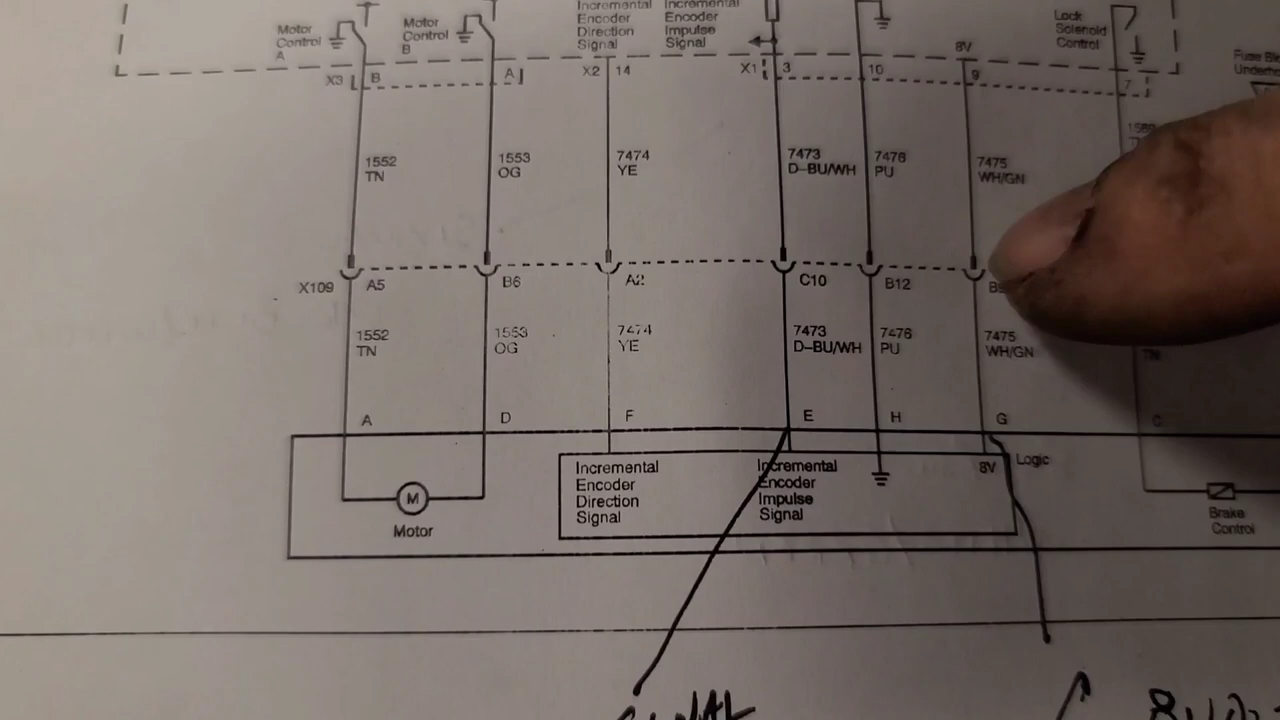 Motor
Control
A
Motor
Control
B
Incremental
Encoder
Direction
Signal
Incremental
Encoder
Impulse
Signal
8V
Lock
Solenoid
Control
Fuse
X3 B A X2 14 X1 3 10 9 7
1552
TN
1553
OG
7474
YE
7473
D-BU/WH
7476
PU
7475
WH/GN
X109 A5 B6 A2 C10 B12
1552
TN
1553
OG
7474
YE
7473
D-BU/WH
7476
PU
7475
WH/GN
TN
A D F E H G C
Incremental
Encoder
Direction
Signal
Incremental
Encoder
Impulse
Signal
8V
Logic
M
Motor
Brake
Control